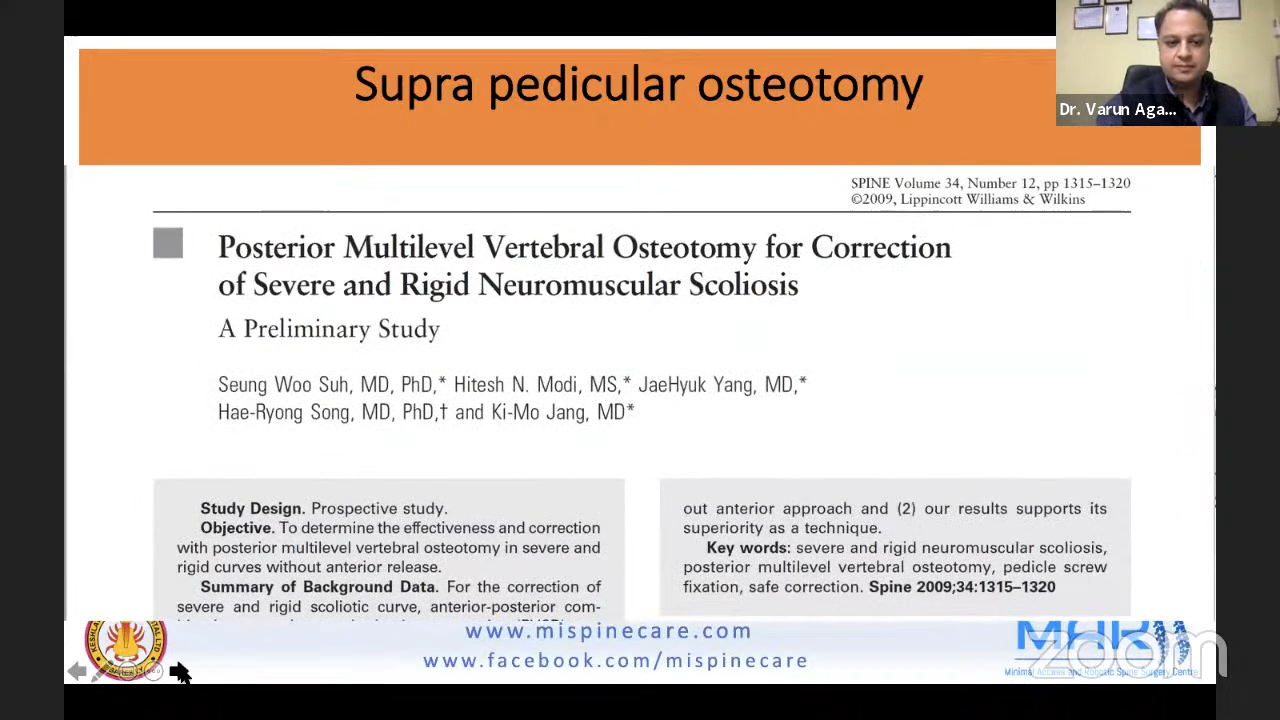 Supra pedicular osteotomy
Dr. Varun Aga...
SPINE Volume 34, Number 12, pp 1315–1320
©2009, Lippincott Williams & Wilkins
Posterior Multilevel Vertebral Osteotomy for Correction
of Severe and Rigid Neuromuscular Scoliosis
A Preliminary Study
Seung Woo Suh, MD, PhD,* Hitesh N. Modi, MS,* JaeHyuk Yang, MD,*
Hae-Ryong Song, MD, PhD,† and Ki-Mo Jang, MD*
Study Design. Prospective study.
Objective. To determine the effectiveness and correction
with posterior multilevel vertebral osteotomy in severe and
rigid curves without anterior release.
Summary of Background Data. For the correction of
severe and rigid scoliotic curve, anterior-posterior com-
out anterior approach and (2) our results supports its
superiority as a technique.
Key words: severe and rigid neuromuscular scoliosis,
posterior multilevel vertebral osteotomy, pedicle screw
fixation, safe correction. Spine 2009;34:1315–1320
www.mispinecare.com
www.facebook.com/mispinecare
Minimal Access and Robotic Spine Surgery Centre
zoom